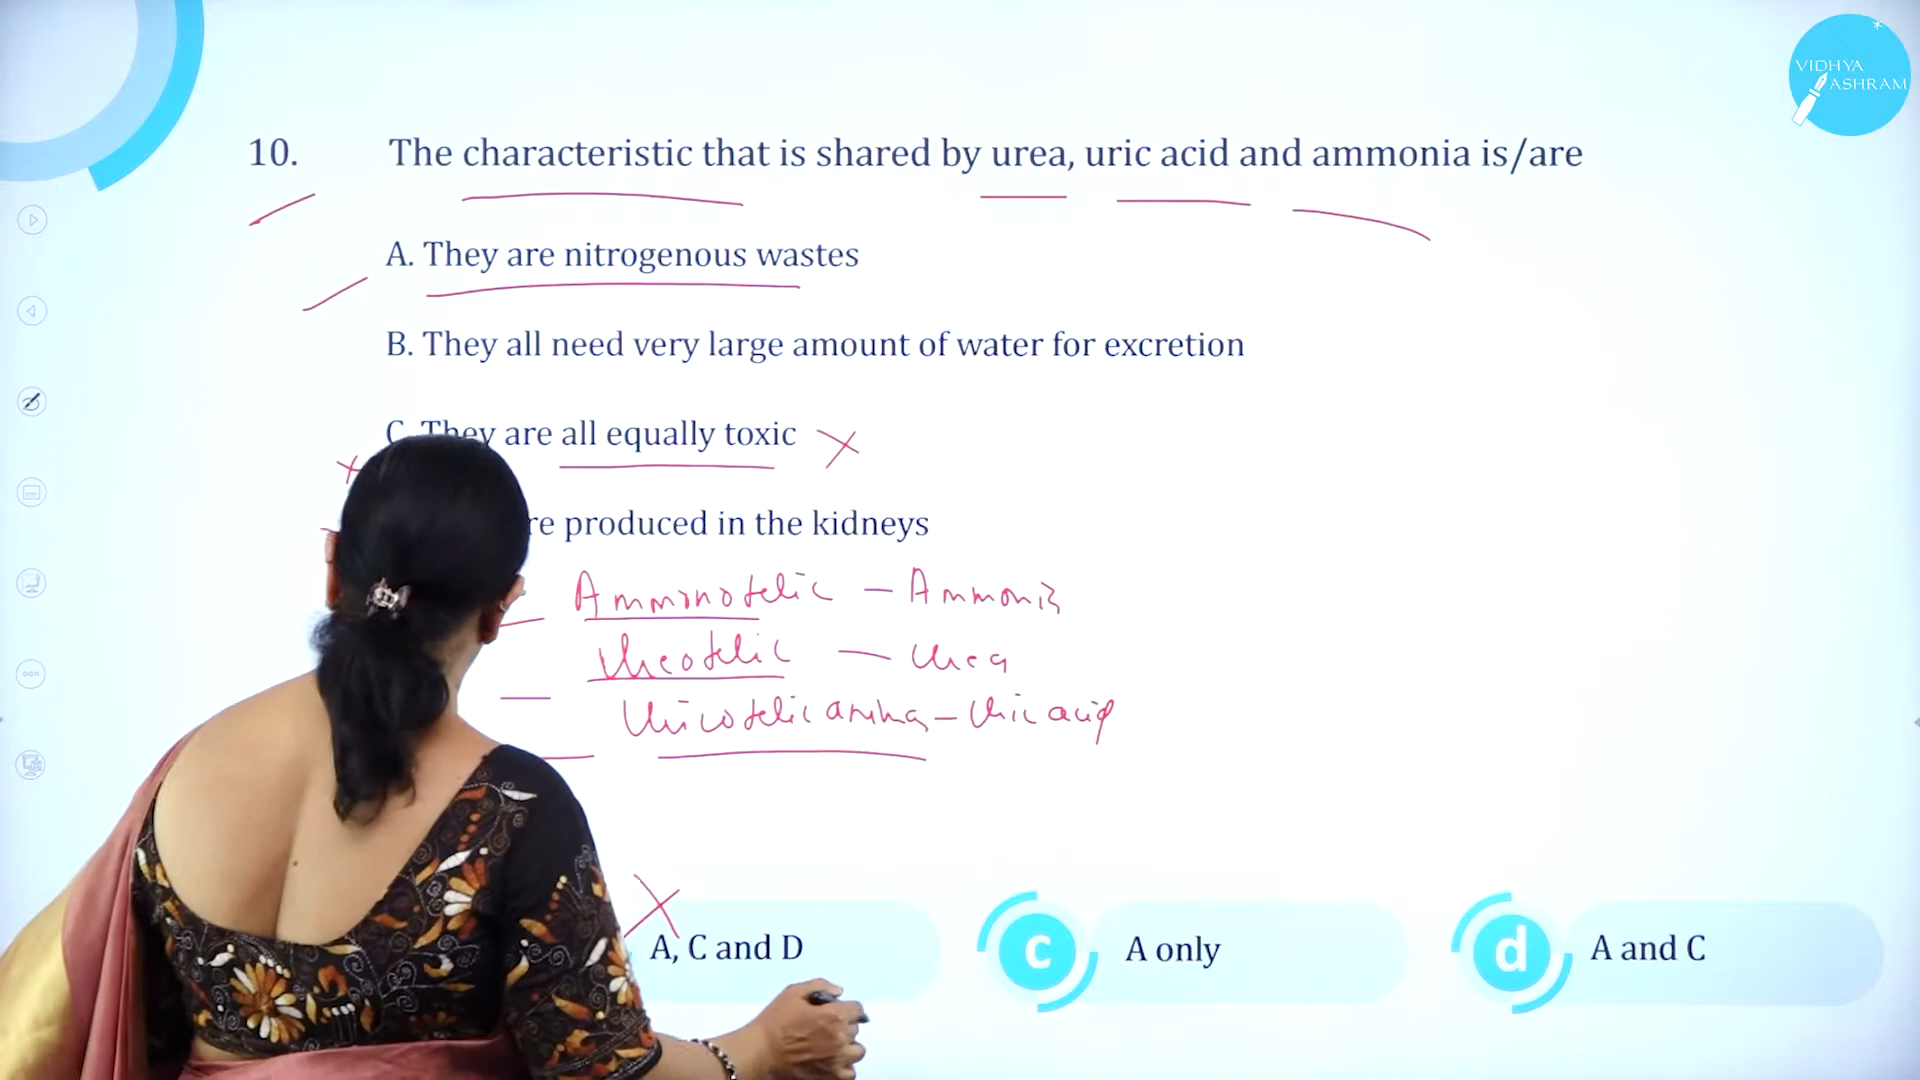 VIDHYA
ASHRAM
10. The characteristic that is shared by urea, uric acid and ammonia is/are
A. They are nitrogenous wastes
B. They all need very large amount of water for excretion
C. They are all equally toxic
re produced in the kidneys
Ammonotelic - Ammonia
Ureotelic - Urea
Uricotelic - Uric acid
A, C and D
c A only
d A and C